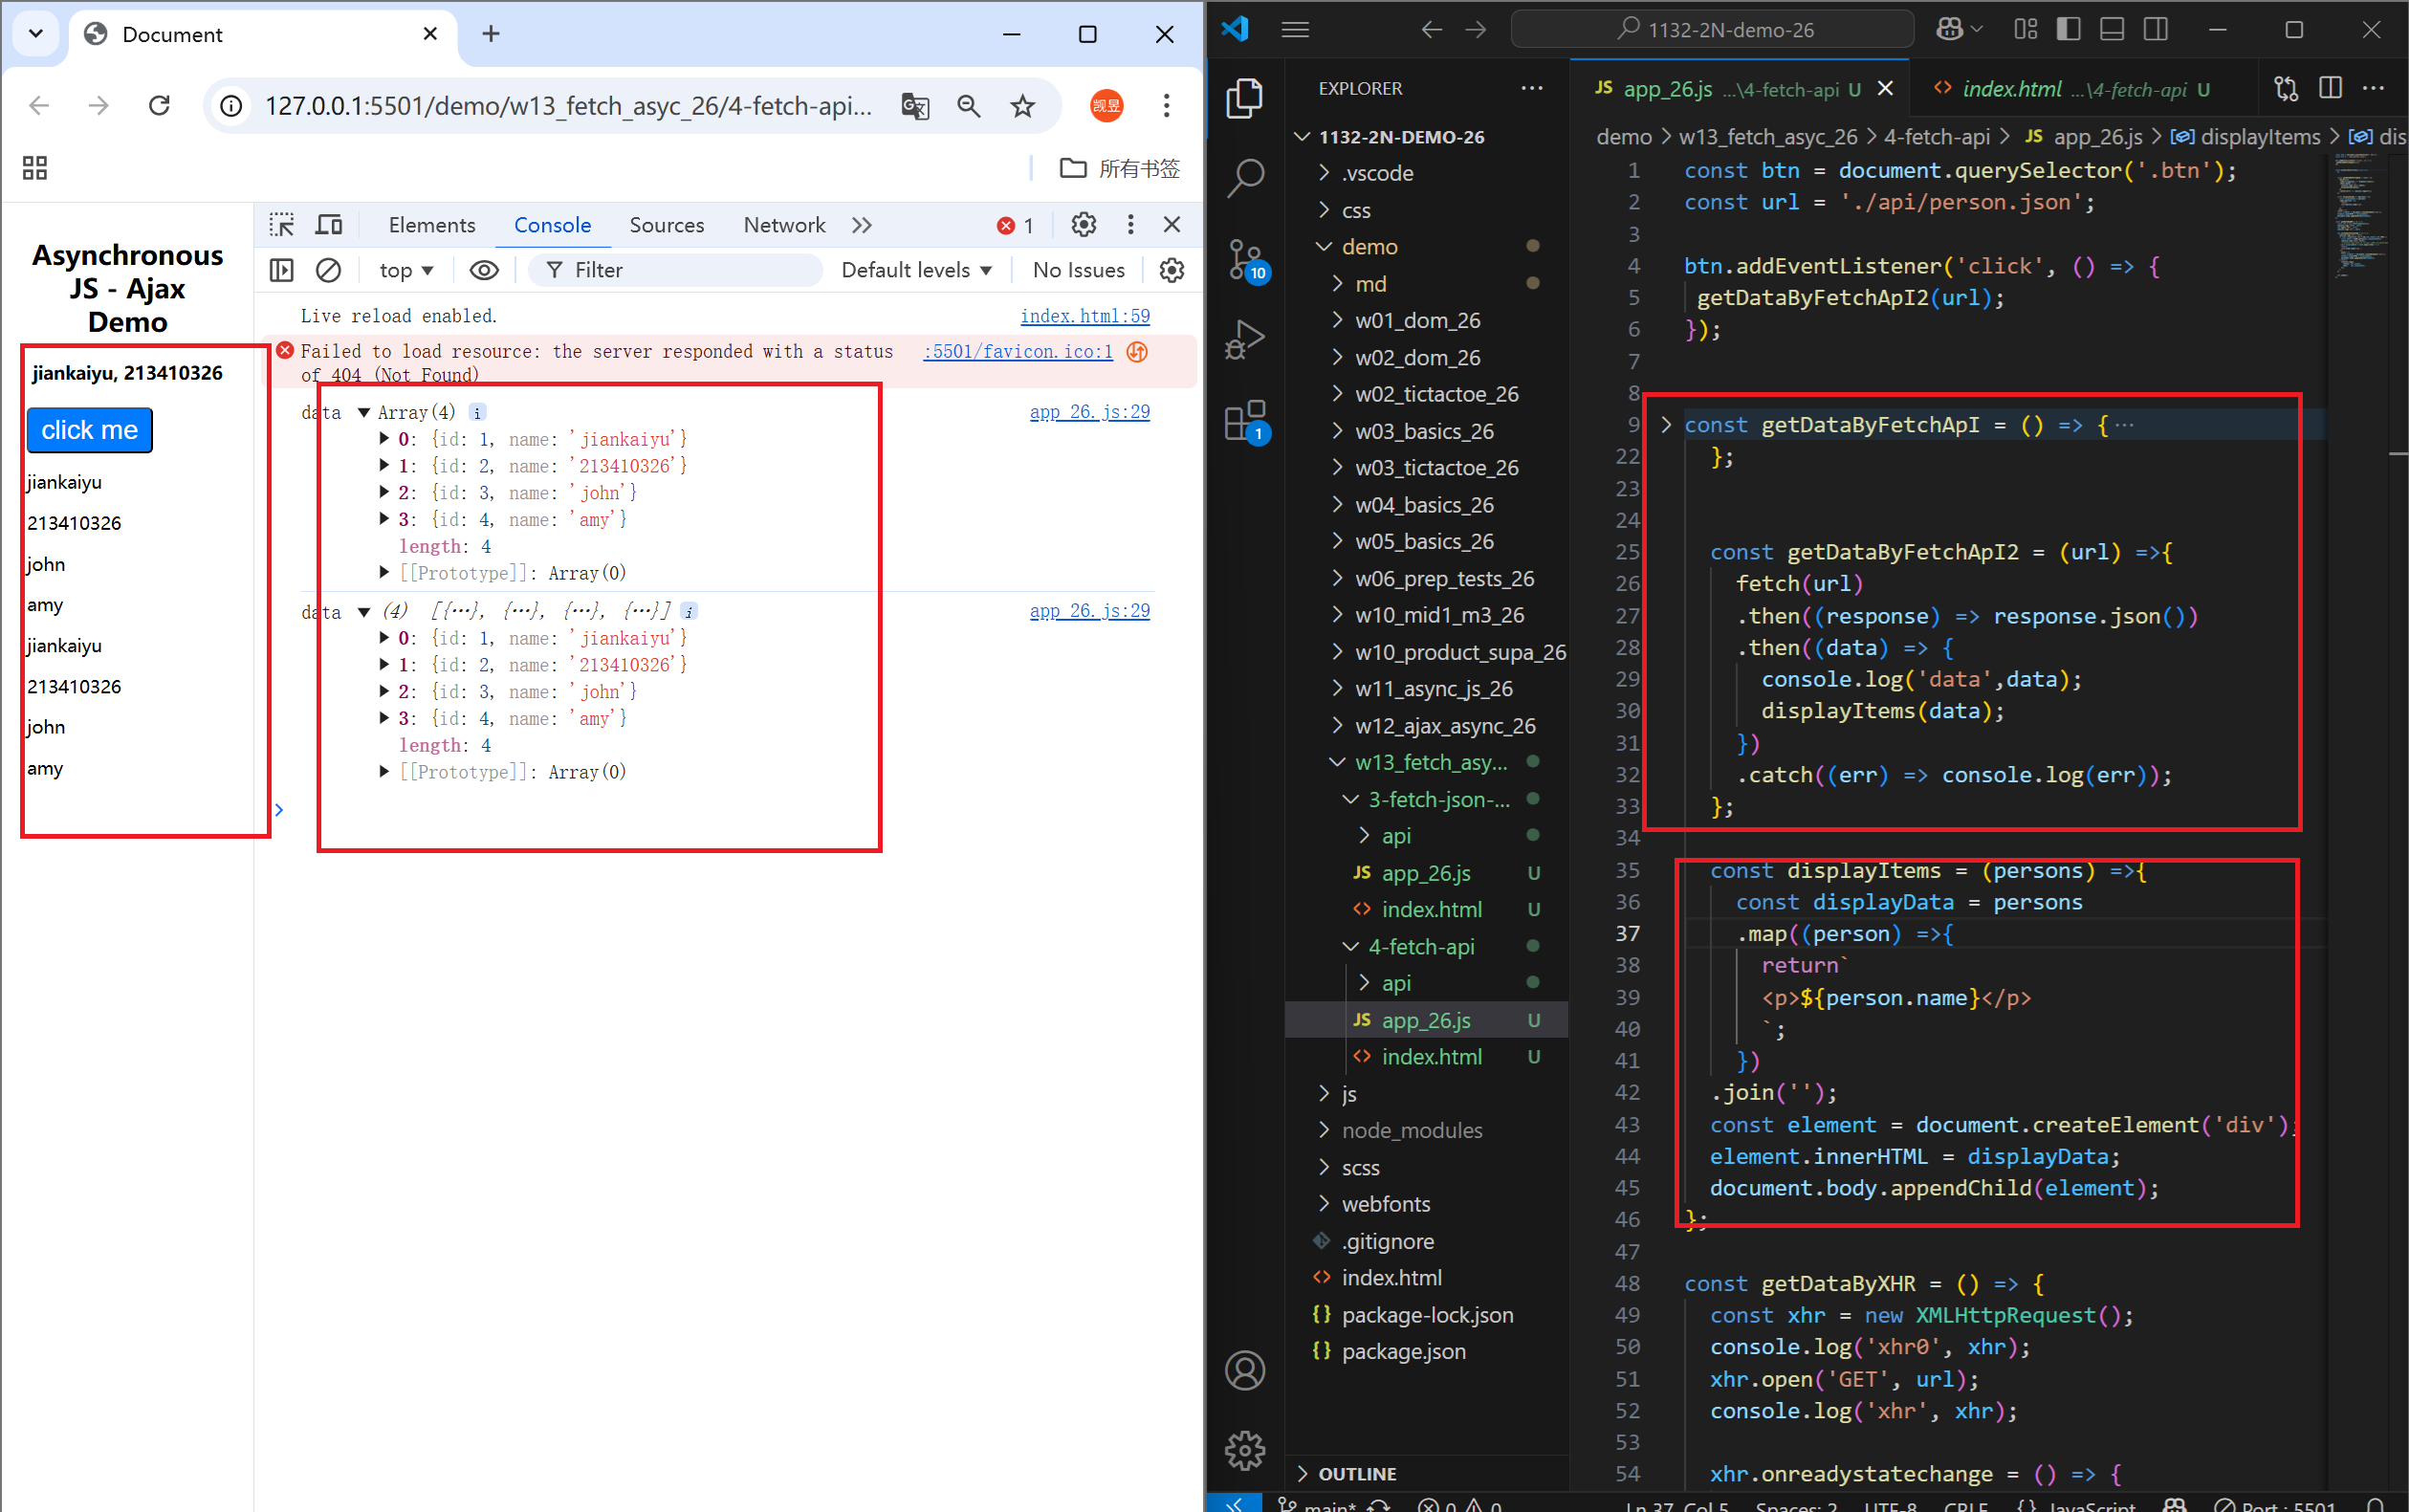 Document
127.0.0.1:5501/demo/w13_fetch_asyc_26/4-fetch-api...
觊昱
所有书签
Asynchronous
JS - Ajax
Demo
jiankaiyu, 213410326
click me
jiankaiyu
213410326
john
amy
jiankaiyu
213410326
john
amy
Elements Console Sources Network 1
top Filter Default levels No Issues
Live reload enabled. index.html:59
Failed to load resource: the server responded with a status :5501/favicon.ico:1
of 404 (Not Found)
data Array(4) i app_26.js:29
0: {id: 1, name: 'jiankaiyu'}
1: {id: 2, name: '213410326'}
2: {id: 3, name: 'john'}
3: {id: 4, name: 'amy'}
length: 4
[[Prototype]]: Array(0)
data (4) [{…}, {…}, {…}, {…}] i app_26.js:29
0: {id: 1, name: 'jiankaiyu'}
1: {id: 2, name: '213410326'}
2: {id: 3, name: 'john'}
3: {id: 4, name: 'amy'}
length: 4
[[Prototype]]: Array(0)
1132-2N-demo-26
10
1
EXPLORER
1132-2N-DEMO-26
.vscode
css
demo
md
w01_dom_26
w02_dom_26
w02_tictactoe_26
w03_basics_26
w03_tictactoe_26
w04_basics_26
w05_basics_26
w06_prep_tests_26
w10_mid1_m3_26
w10_product_supa_26
w11_async_js_26
w12_ajax_async_26
w13_fetch_asy...
3-fetch-json-...
api
JS app_26.js U
index.html U
4-fetch-api
api
JS app_26.js U
index.html U
js
node_modules
scss
webfonts
.gitignore
index.html
package-lock.json
package.json
OUTLINE
JS app_26.js ...\4-fetch-api U
index.html ...\4-fetch-api U
demo > w13_fetch_asyc_26 > 4-fetch-api > JS app_26.js > displayItems > dis
1 const btn = document.querySelector('.btn');
2 const url = './api/person.json';
3
4 btn.addEventListener('click', () => {
5 getDataByFetchApI2(url);
6 });
7
8
9 const getDataByFetchApI = () => {···
22 };
23
24
25 const getDataByFetchApI2 = (url) =>{
26 fetch(url)
27 .then((response) => response.json())
28 .then((data) => {
29 console.log('data',data);
30 displayItems(data);
31 })
32 .catch((err) => console.log(err));
33 };
34
35 const displayItems = (persons) =>{
36 const displayData = persons
37 .map((person) =>{
38 return`
39 <p>${person.name}</p>
40 `;
41 })
42 .join('');
43 const element = document.createElement('div');
44 element.innerHTML = displayData;
45 document.body.appendChild(element);
46 };
47
48 const getDataByXHR = () => {
49 const xhr = new XMLHttpRequest();
50 console.log('xhr0', xhr);
51 xhr.open('GET', url);
52 console.log('xhr', xhr);
53
54 xhr.onreadystatechange = () => {
main* 0 0 Ln 37, Col 5 Spaces: 2 UTF-8 CRLF {} JavaScript Port : 5501